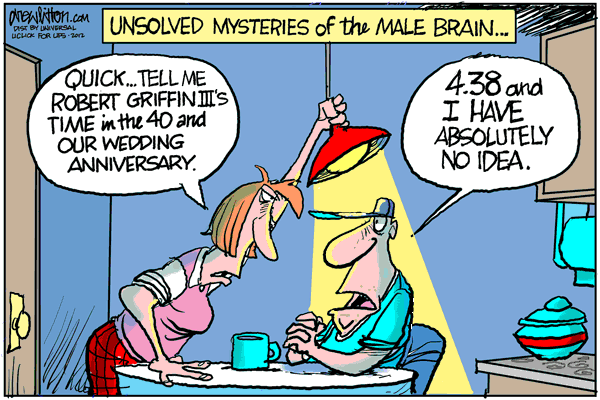 drewlitton.com
DIST BY UNIVERSAL
UCLICK FOR UFS - 2012
UNSOLVED MYSTERIES of the MALE BRAIN...
QUICK...TELL ME
ROBERT GRIFFIN III'S
TIME in the 40 and
OUR WEDDING
ANNIVERSARY.
4.38 and
I HAVE
ABSOLUTELY
NO IDEA.